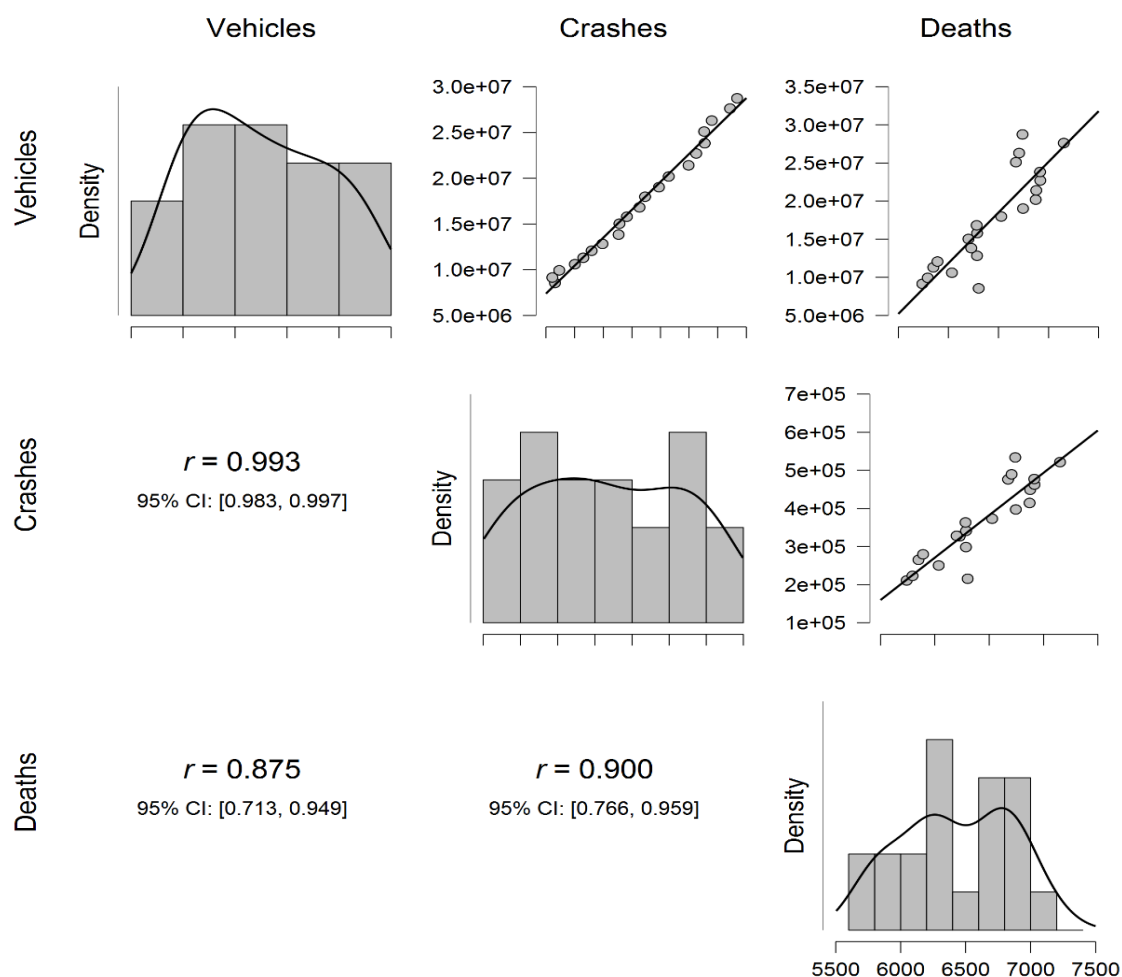 Vehicles
Crashes
Deaths
Vehicles
Density
3.0e+07
2.5e+07
2.0e+07
1.5e+07
1.0e+07
5.0e+06
3.5e+07
3.0e+07
2.5e+07
2.0e+07
1.5e+07
1.0e+07
5.0e+06
Crashes
r = 0.993
95% CI: [0.983, 0.997]
Density
7e+05
6e+05
5e+05
4e+05
3e+05
2e+05
1e+05
Deaths
r = 0.875
95% CI: [0.713, 0.949]
r = 0.900
95% CI: [0.766, 0.959]
Density
5500 6000 6500 7000 7500